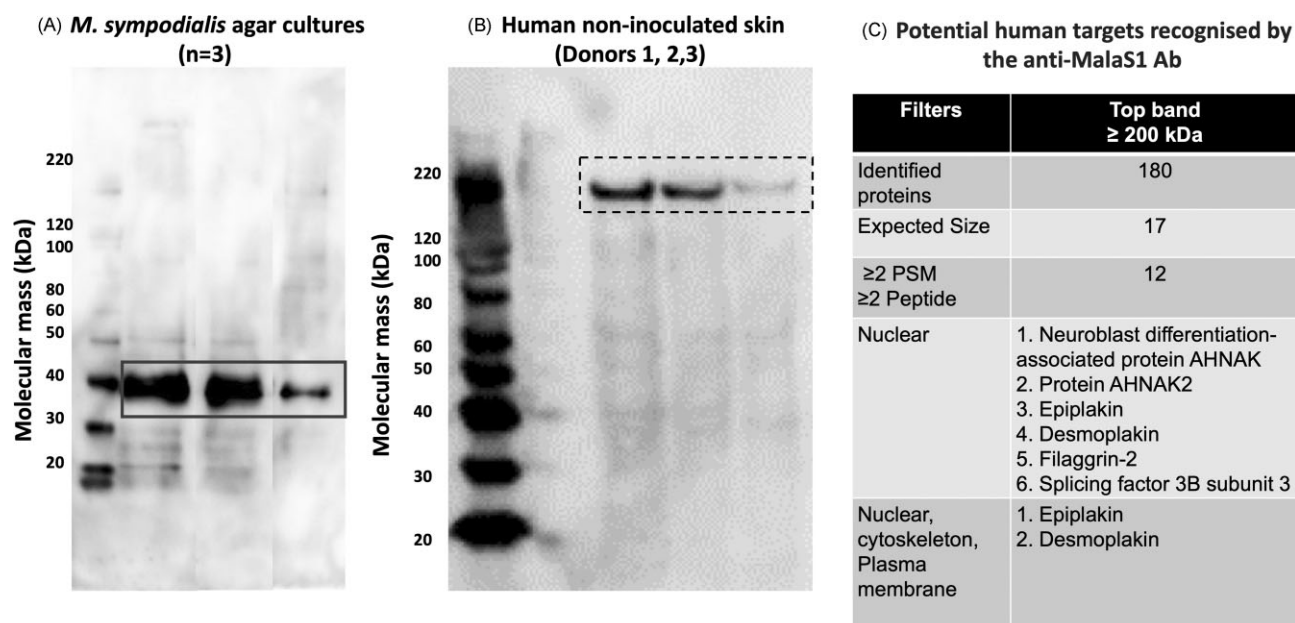 (A) M. sympodialis agar cultures
(n=3)
Molecular mass (kDa)
220
120
100
80
60
50
40
30
20
(B) Human non-inoculated skin
(Donors 1, 2,3)
Molecular mass (kDa)
220
120
100
80
60
50
40
30
20
(C) Potential human targets recognised by
the anti-MalaS1 Ab
Filters
Top band
≥ 200 kDa
Identified
proteins
180
Expected Size
17
≥2 PSM
≥2 Peptide
12
Nuclear
1. Neuroblast differentiation-
associated protein AHNAK
2. Protein AHNAK2
3. Epiplakin
4. Desmoplakin
5. Filaggrin-2
6. Splicing factor 3B subunit 3
Nuclear,
cytoskeleton,
Plasma
membrane
1. Epiplakin
2. Desmoplakin